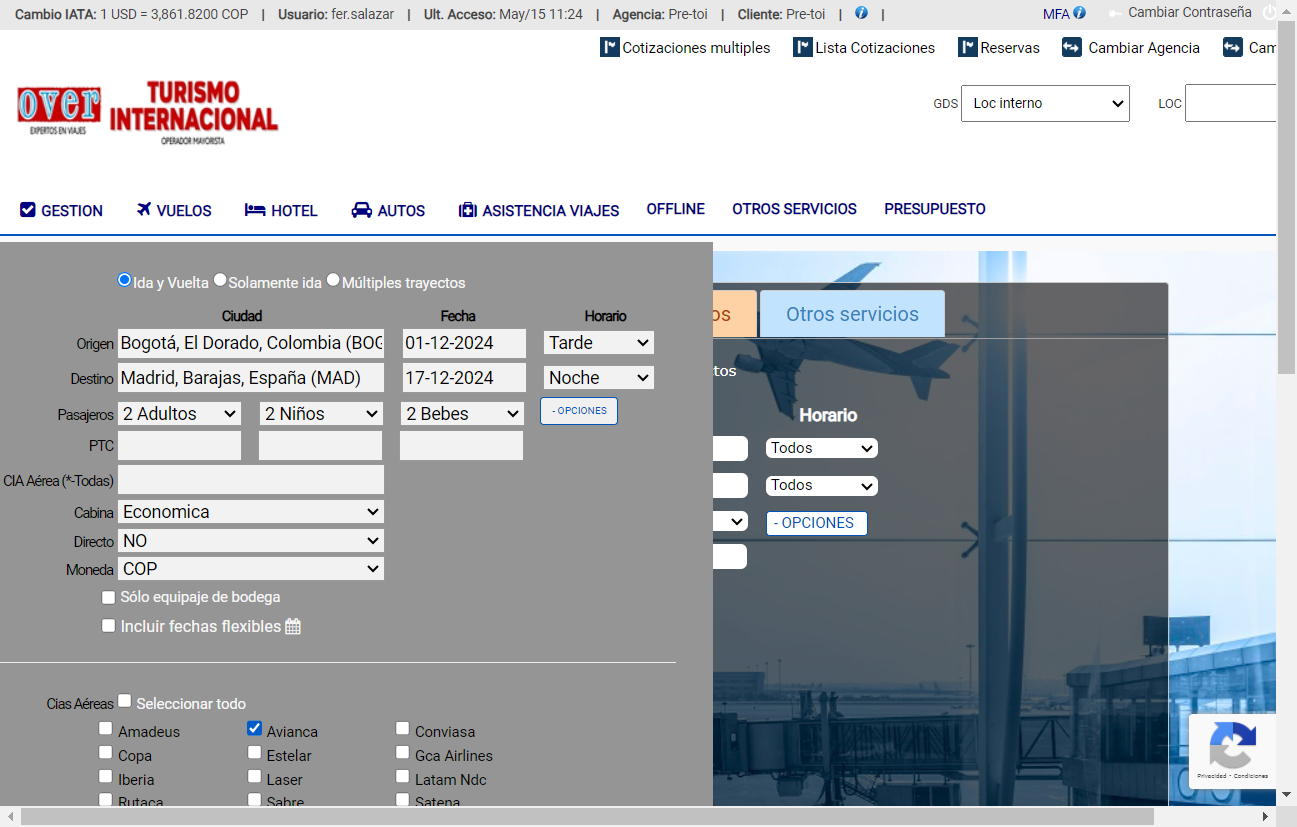 Cambio IATA: 1 USD = 3,861.8200 COP | Usuario: fer.salazar | Ult. Acceso: May/15 11:24 | Agencia: Pre-toi | Cliente: Pre-toi | | MFA Cambiar Contraseña
Cotizaciones multiples Lista Cotizaciones Reservas Cambiar Agencia Cam
over TURISMO INTERNACIONAL
EXPERTOS EN VIAJES OPERADOR MAYORISTA
GDS Loc interno LOC
GESTION VUELOS HOTEL AUTOS ASISTENCIA VIAJES OFFLINE OTROS SERVICIOS PRESUPUESTO
Ida y Vuelta Solamente ida Múltiples trayectos
Ciudad Fecha Horario
Origen Bogotá, El Dorado, Colombia (BOG 01-12-2024 Tarde
Destino Madrid, Barajas, España (MAD) 17-12-2024 Noche
Pasajeros 2 Adultos 2 Niños 2 Bebes - OPCIONES
PTC
CIA Aérea (*-Todas)
Cabina Economica
Directo NO
Moneda COP
Sólo equipaje de bodega
Incluir fechas flexibles
Cias Aéreas Seleccionar todo
Amadeus Avianca Conviasa
Copa Estelar Gca Airlines
Iberia Laser Latam Ndc
Rutaca Sabre Satena
os Otros servicios
tos
Horario
Todos
Todos
- OPCIONES
Privacidad - Condiciones